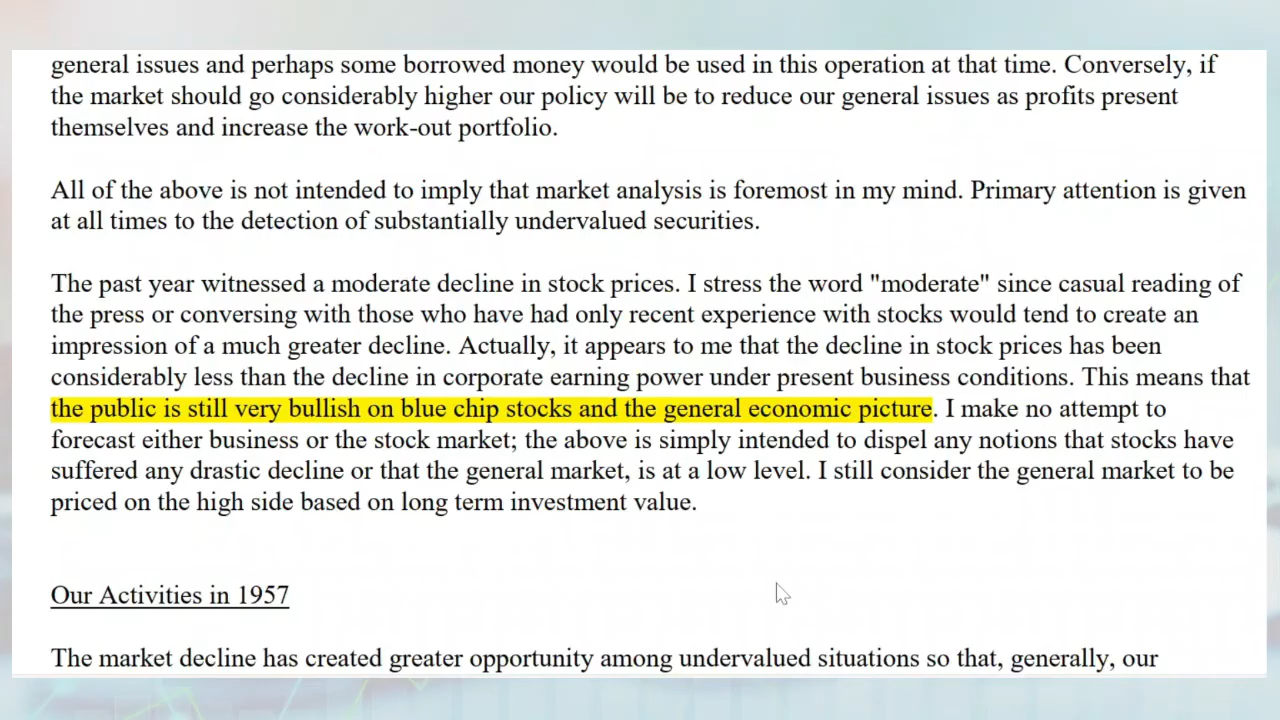 general issues and perhaps some borrowed money would be used in this operation at that time. Conversely, if
the market should go considerably higher our policy will be to reduce our general issues as profits present
themselves and increase the work-out portfolio.
All of the above is not intended to imply that market analysis is foremost in my mind. Primary attention is given
at all times to the detection of substantially undervalued securities.
The past year witnessed a moderate decline in stock prices. I stress the word "moderate" since casual reading of
the press or conversing with those who have had only recent experience with stocks would tend to create an
impression of a much greater decline. Actually, it appears to me that the decline in stock prices has been
considerably less than the decline in corporate earning power under present business conditions. This means that
the public is still very bullish on blue chip stocks and the general economic picture. I make no attempt to
forecast either business or the stock market; the above is simply intended to dispel any notions that stocks have
suffered any drastic decline or that the general market, is at a low level. I still consider the general market to be
priced on the high side based on long term investment value.
Our Activities in 1957
The market decline has created greater opportunity among undervalued situations so that, generally, our